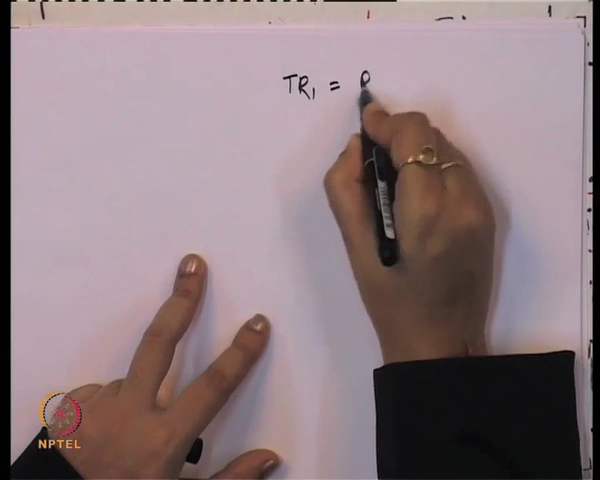 TR₁ = P
NPTEL